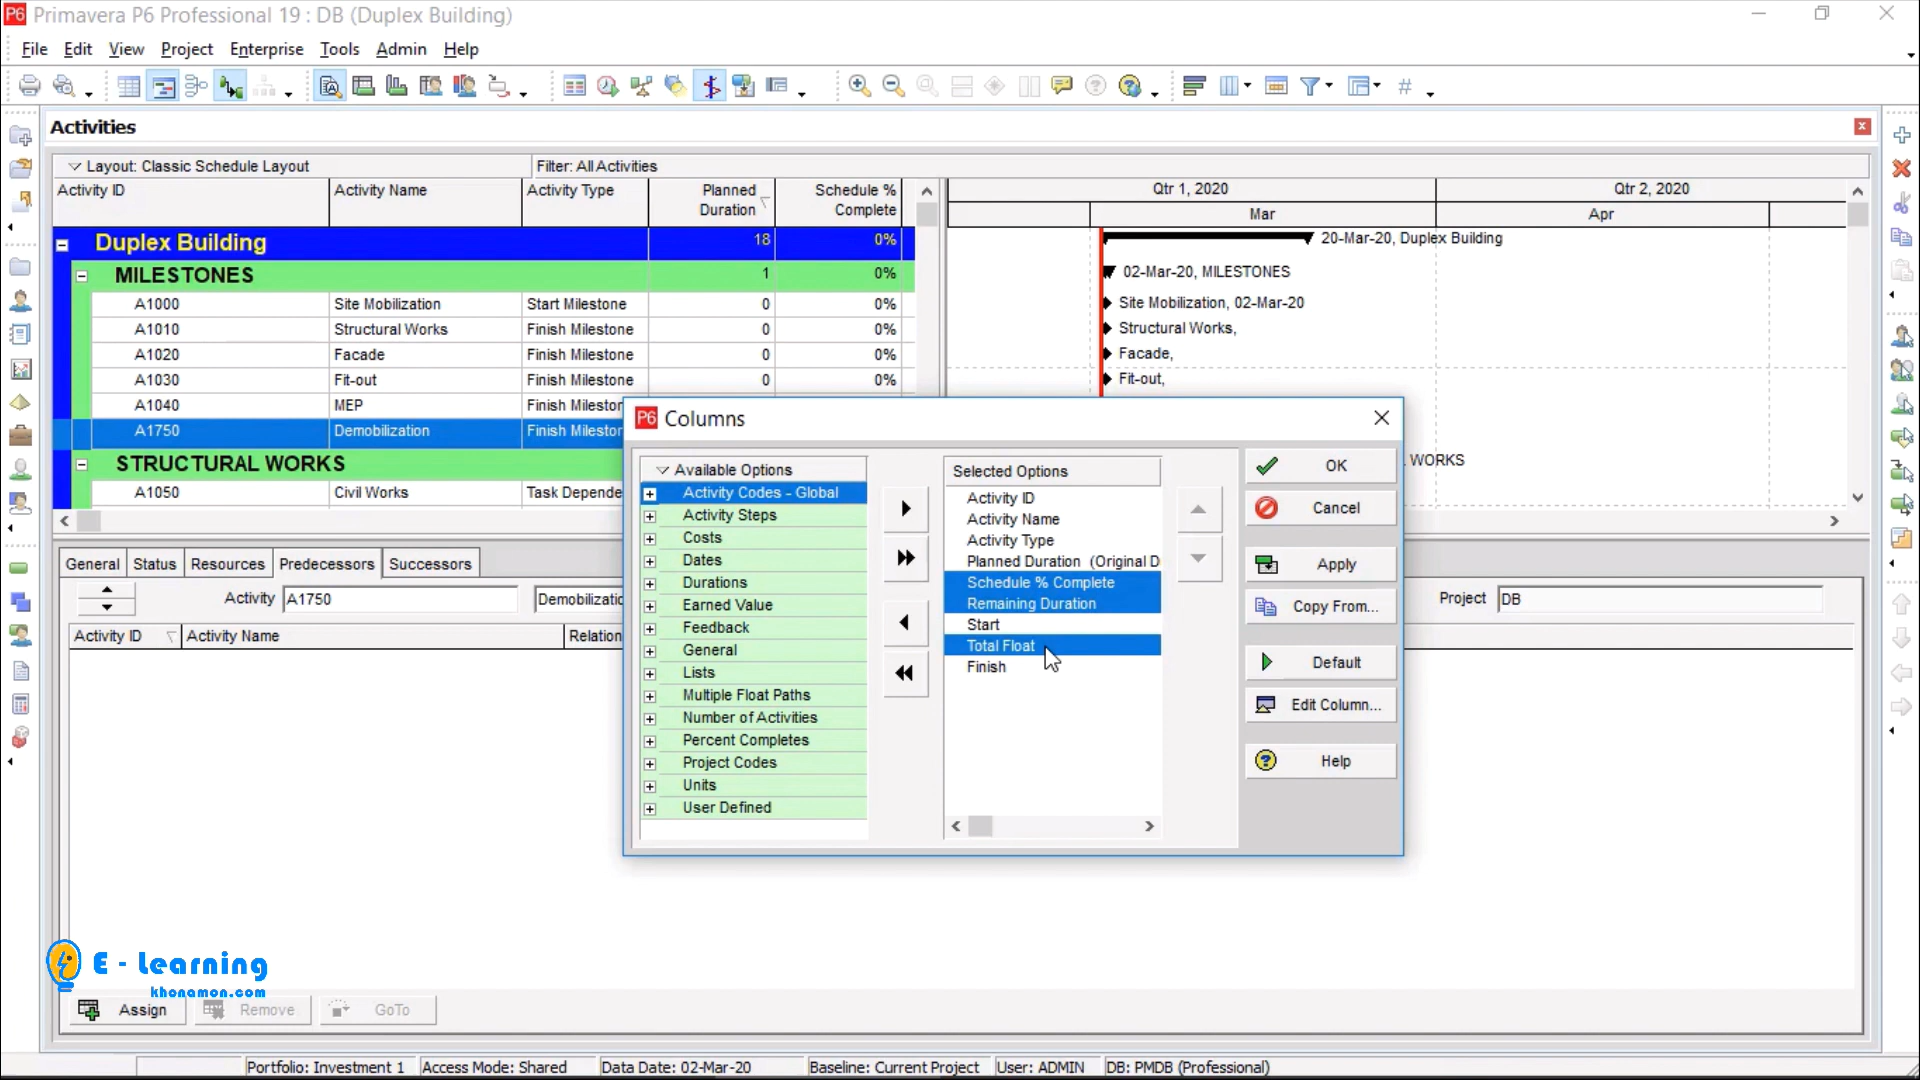 P6 Primavera P6 Professional 19 : DB (Duplex Building)
File Edit View Project Enterprise Tools Admin Help
Activities
Layout: Classic Schedule Layout Filter: All Activities
Activity ID Activity Name Activity Type Planned Duration Schedule % Complete Qtr 1, 2020 Qtr 2, 2020
Mar Apr
Duplex Building 18 0% 20-Mar-20, Duplex Building
MILESTONES 1 0% 02-Mar-20, MILESTONES
A1000 Site Mobilization Start Milestone 0 0% Site Mobilization, 02-Mar-20
A1010 Structural Works Finish Milestone 0 0% Structural Works,
A1020 Facade Finish Milestone 0 0% Facade,
A1030 Fit-out Finish Milestone 0 0% Fit-out,
A1040 MEP Finish Mileston
A1750 Demobilization Finish Mileston
STRUCTURAL WORKS WORKS
A1050 Civil Works Task Depende
P6 Columns
Available Options
Activity Codes - Global
Activity Steps
Costs
Dates
Durations
Earned Value
Feedback
General
Lists
Multiple Float Paths
Number of Activities
Percent Completes
Project Codes
Units
User Defined
Selected Options
Activity ID
Activity Name
Activity Type
Planned Duration (Original D
Schedule % Complete
Remaining Duration
Start
Total Float
Finish
OK
Cancel
Apply
Copy From...
Default
Edit Column...
Help
General Status Resources Predecessors Successors
Activity A1750 Demobilizatio Project DB
Activity ID Activity Name Relation
E - Learning
khonamon.com
Assign Remove GoTo
Portfolio: Investment 1 Access Mode: Shared Data Date: 02-Mar-20 Baseline: Current Project User: ADMIN DB: PMDB (Professional)